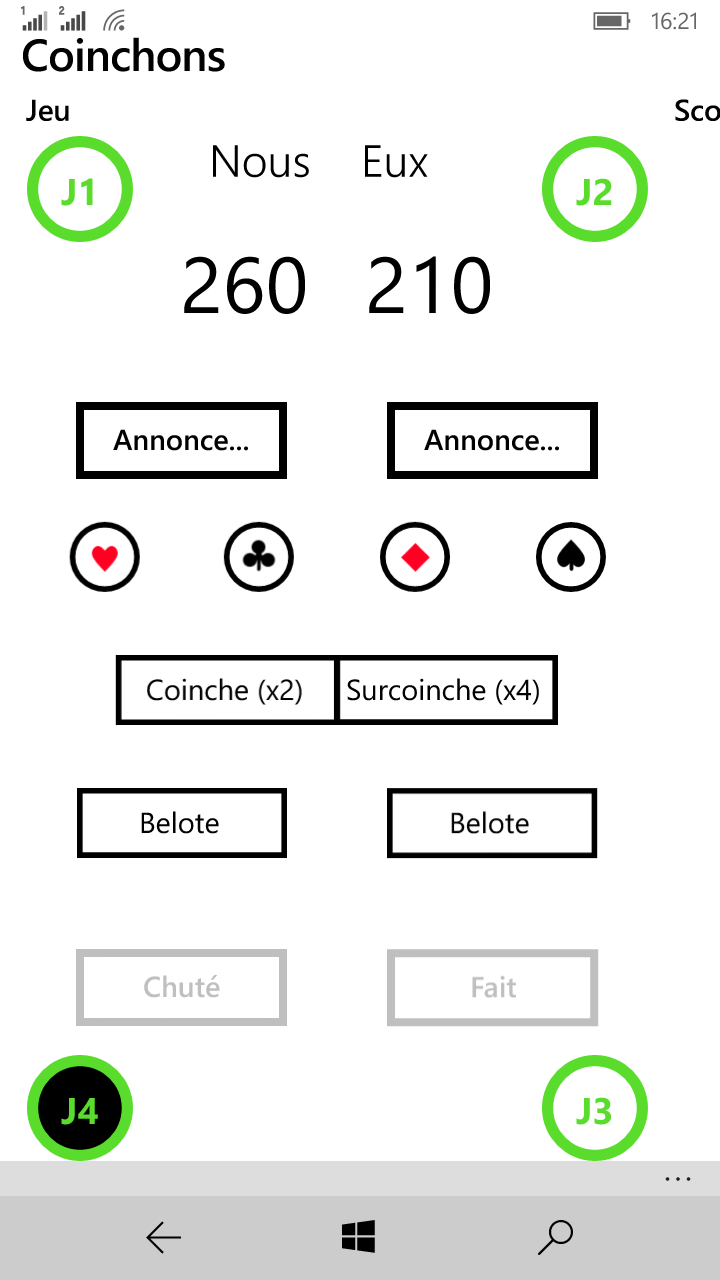 1 2 16:21
Coinchons
Jeu Sco
J1 Nous Eux J2
260 210
Annonce... Annonce...
Coinche (x2) Surcoinche (x4)
Belote Belote
Chuté Fait
J4 J3
...